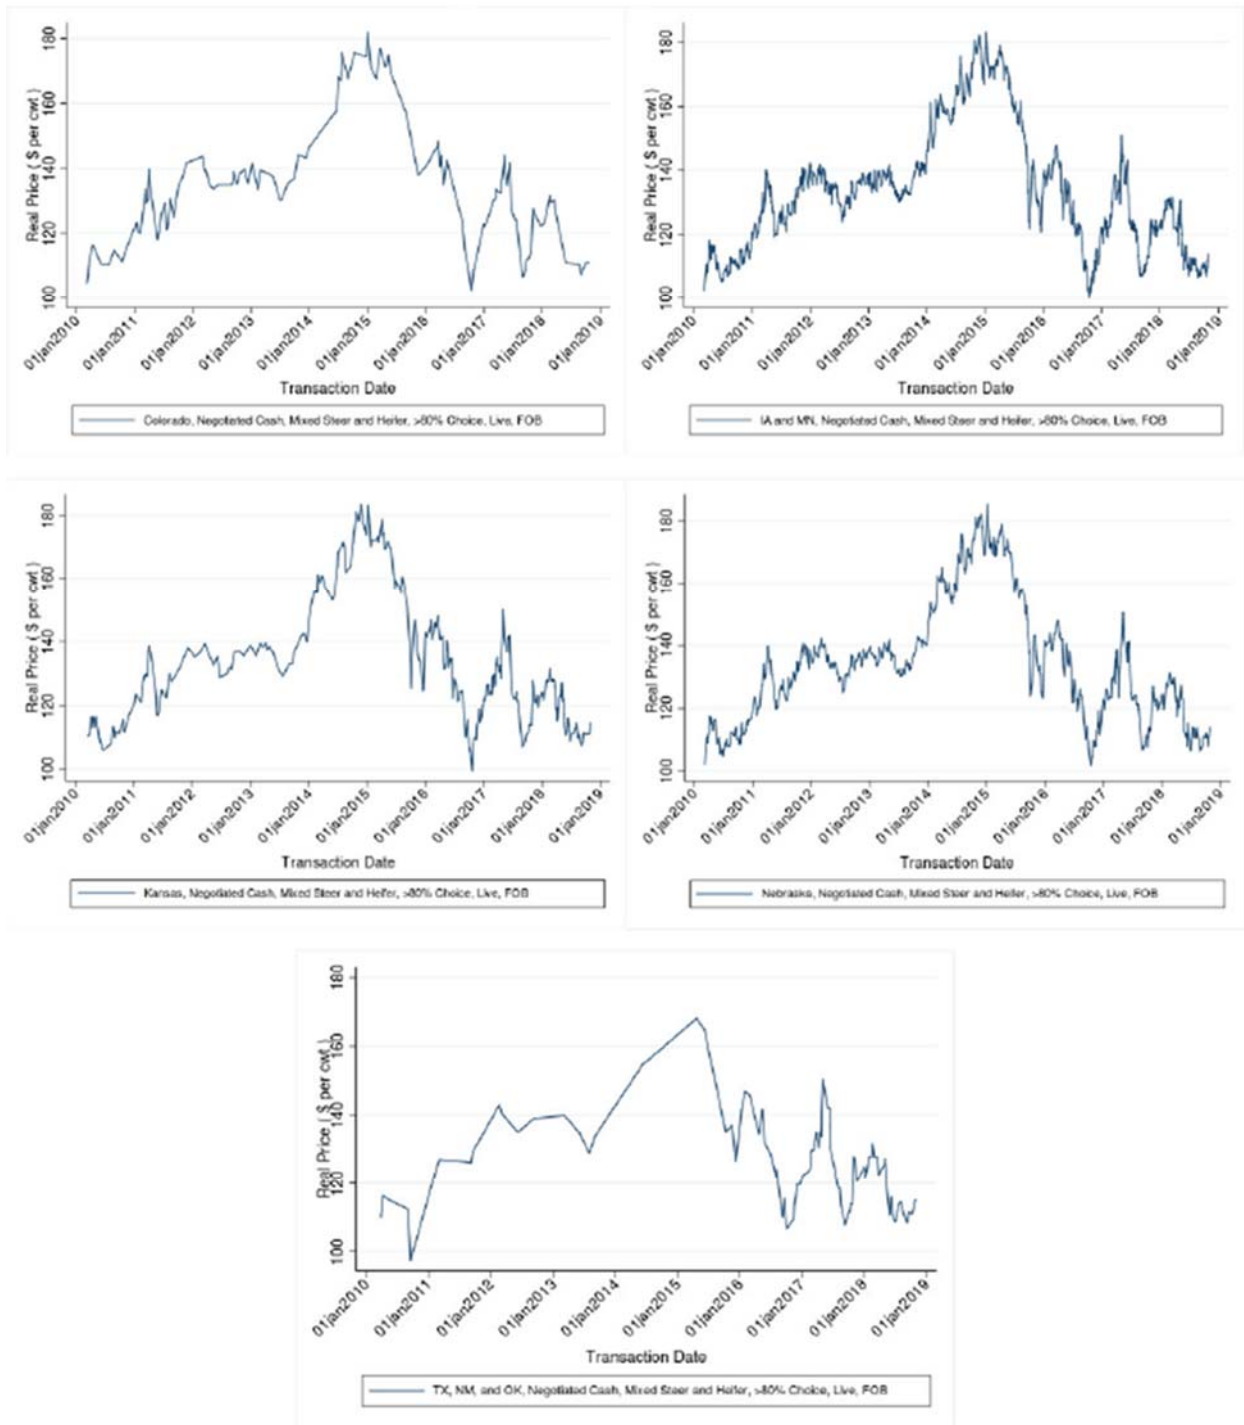 Real Price ( $ per cwt )
180
160
140
120
100
01jan2010
01jan2011
01jan2012
01jan2013
01jan2014
01jan2015
01jan2016
01jan2017
01jan2018
01jan2019
Transaction Date
Colorado, Negotiated Cash, Mixed Steer and Heifer, >80% Choice, Live, FOB
Real Price ( $ per cwt )
180
160
140
120
100
01jan2010
01jan2011
01jan2012
01jan2013
01jan2014
01jan2015
01jan2016
01jan2017
01jan2018
01jan2019
Transaction Date
IA and MN, Negotiated Cash, Mixed Steer and Heifer, >80% Choice, Live, FOB
Real Price ( $ per cwt )
180
160
140
120
100
01jan2010
01jan2011
01jan2012
01jan2013
01jan2014
01jan2015
01jan2016
01jan2017
01jan2018
01jan2019
Transaction Date
Kansas, Negotiated Cash, Mixed Steer and Heifer, >80% Choice, Live, FOB
Real Price ( $ per cwt )
180
160
140
120
100
01jan2010
01jan2011
01jan2012
01jan2013
01jan2014
01jan2015
01jan2016
01jan2017
01jan2018
01jan2019
Transaction Date
Nebraska, Negotiated Cash, Mixed Steer and Heifer, >80% Choice, Live, FOB
Real Price ( $ per cwt )
180
160
140
120
100
01jan2010
01jan2011
01jan2012
01jan2013
01jan2014
01jan2015
01jan2016
01jan2017
01jan2018
01jan2019
Transaction Date
TX, NM, and OK, Negotiated Cash, Mixed Steer and Heifer, >80% Choice, Live, FOB